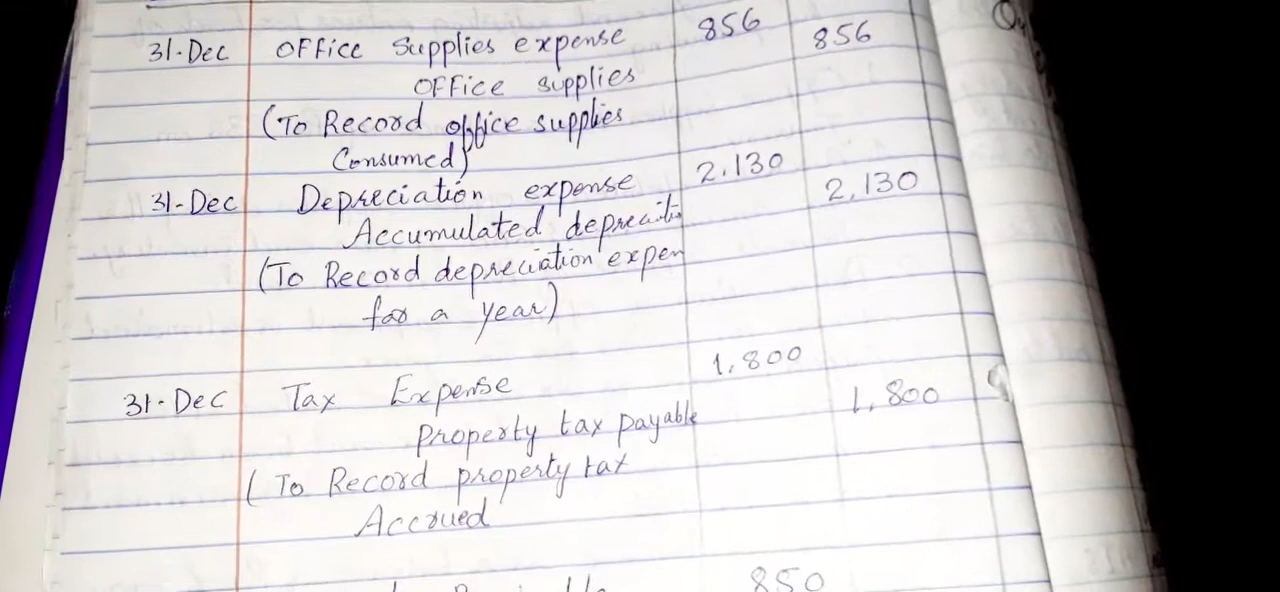 31-Dec Office Supplies expense 856
Office supplies 856
(To Record office supplies
Consumed)
31-Dec Depreciation expense 2,130
Accumulated 2,130
(To Record depreciation expen
for a year)
31-Dec Tax Expense 1,800
Property tax payable 1,800
(To Record property tax
Accrued
850